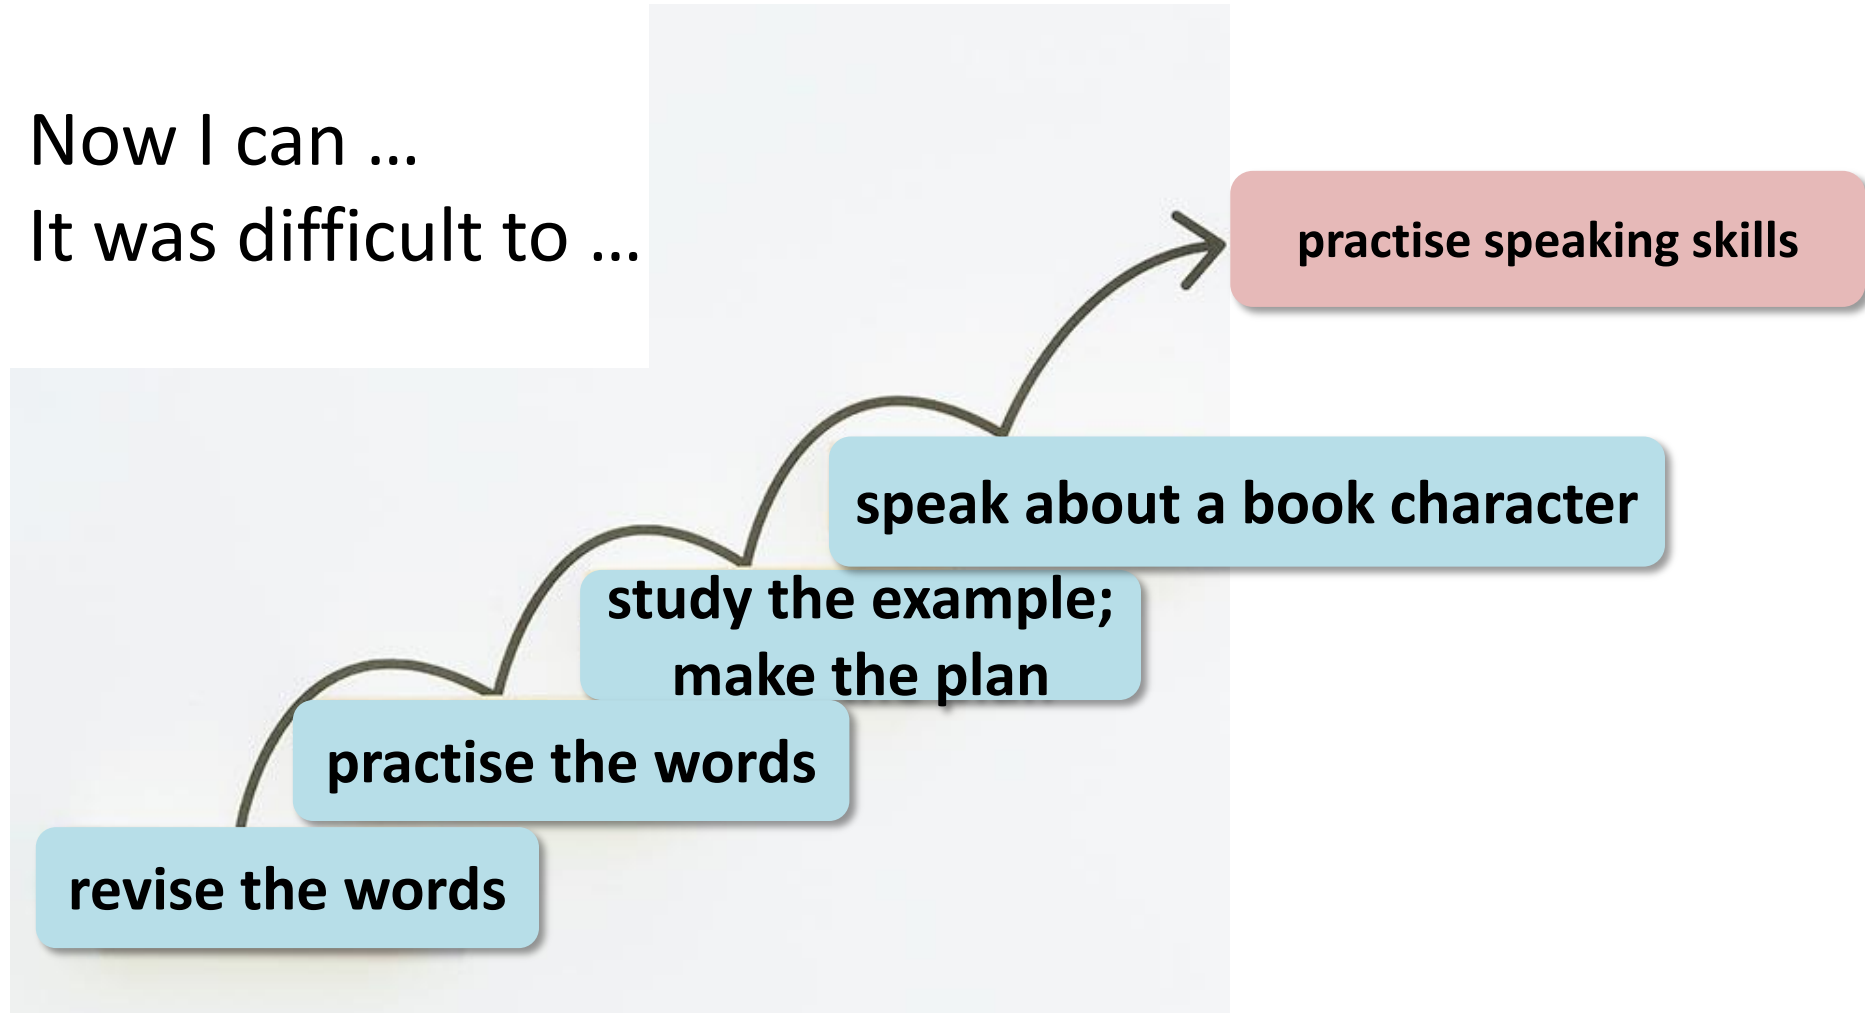 Now I can ...
It was difficult to ...
practise speaking skills
speak about a book character
study the example;
make the plan
practise the words
revise the words